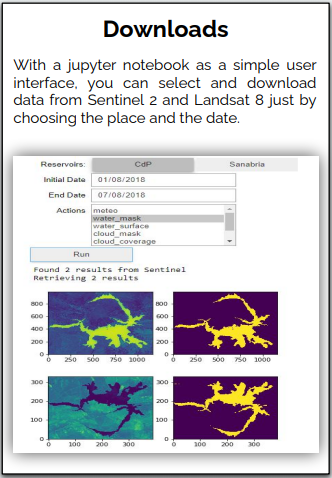 Downloads
With a jupyter notebook as a simple user
interface, you can select and download
data from Sentinel 2 and Landsat 8 just by
choosing the place and the date.
Reservoirs: CdP Sanabria
Initial Date 01/08/2018
End Date 07/08/2018
Actions meteo
water_mask
water_surface
cloud_mask
cloud_coverage
Run
Found 2 results from Sentinel
Retrieving 2 results
800
600
400
200
0
0 250 500 750 1000
800
600
400
200
0
0 250 500 750 1000
300
200
100
0
0 100 200 300
300
200
100
0
0 100 200 300